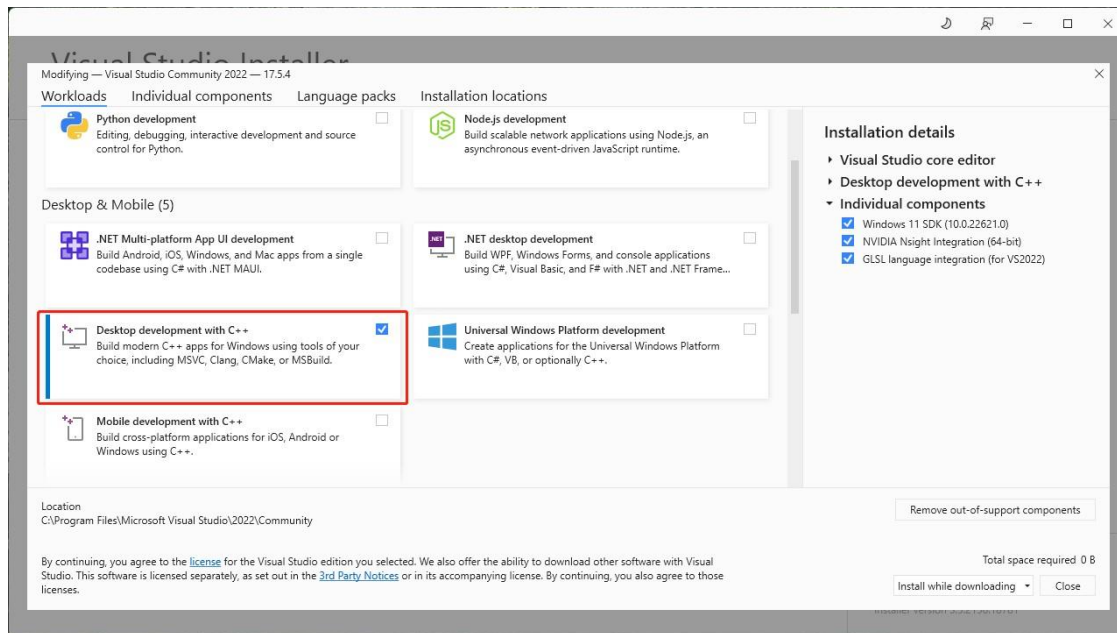 Visual Studio Installer
Modifying — Visual Studio Community 2022 — 17.5.4
Workloads Individual components Language packs Installation locations
Python development
Editing, debugging, interactive development and source
control for Python.
Node.js development
Build scalable network applications using Node.js, an
asynchronous event-driven JavaScript runtime.
Desktop & Mobile (5)
.NET Multi-platform App UI development
Build Android, iOS, Windows, and Mac apps from a single
codebase using C# with .NET MAUI.
.NET
.NET desktop development
Build WPF, Windows Forms, and console applications
using C#, Visual Basic, and F# with .NET and .NET Frame...
Desktop development with C++
Build modern C++ apps for Windows using tools of your
choice, including MSVC, Clang, CMake, or MSBuild.
Universal Windows Platform development
Create applications for the Universal Windows Platform
with C#, VB, or optionally C++.
Mobile development with C++
Build cross-platform applications for iOS, Android or
Windows using C++.
Installation details
Visual Studio core editor
Desktop development with C++
Individual components
Windows 11 SDK (10.0.22621.0)
NVIDIA Nsight Integration (64-bit)
GLSL language integration (for VS2022)
Location
C:\Program Files\Microsoft Visual Studio\2022\Community
Remove out-of-support components
By continuing, you agree to the license for the Visual Studio edition you selected. We also offer the ability to download other software with Visual
Studio. This software is licensed separately, as set out in the 3rd Party Notices or in its accompanying license. By continuing, you also agree to those
licenses.
Total space required 0 B
Install while downloading Close